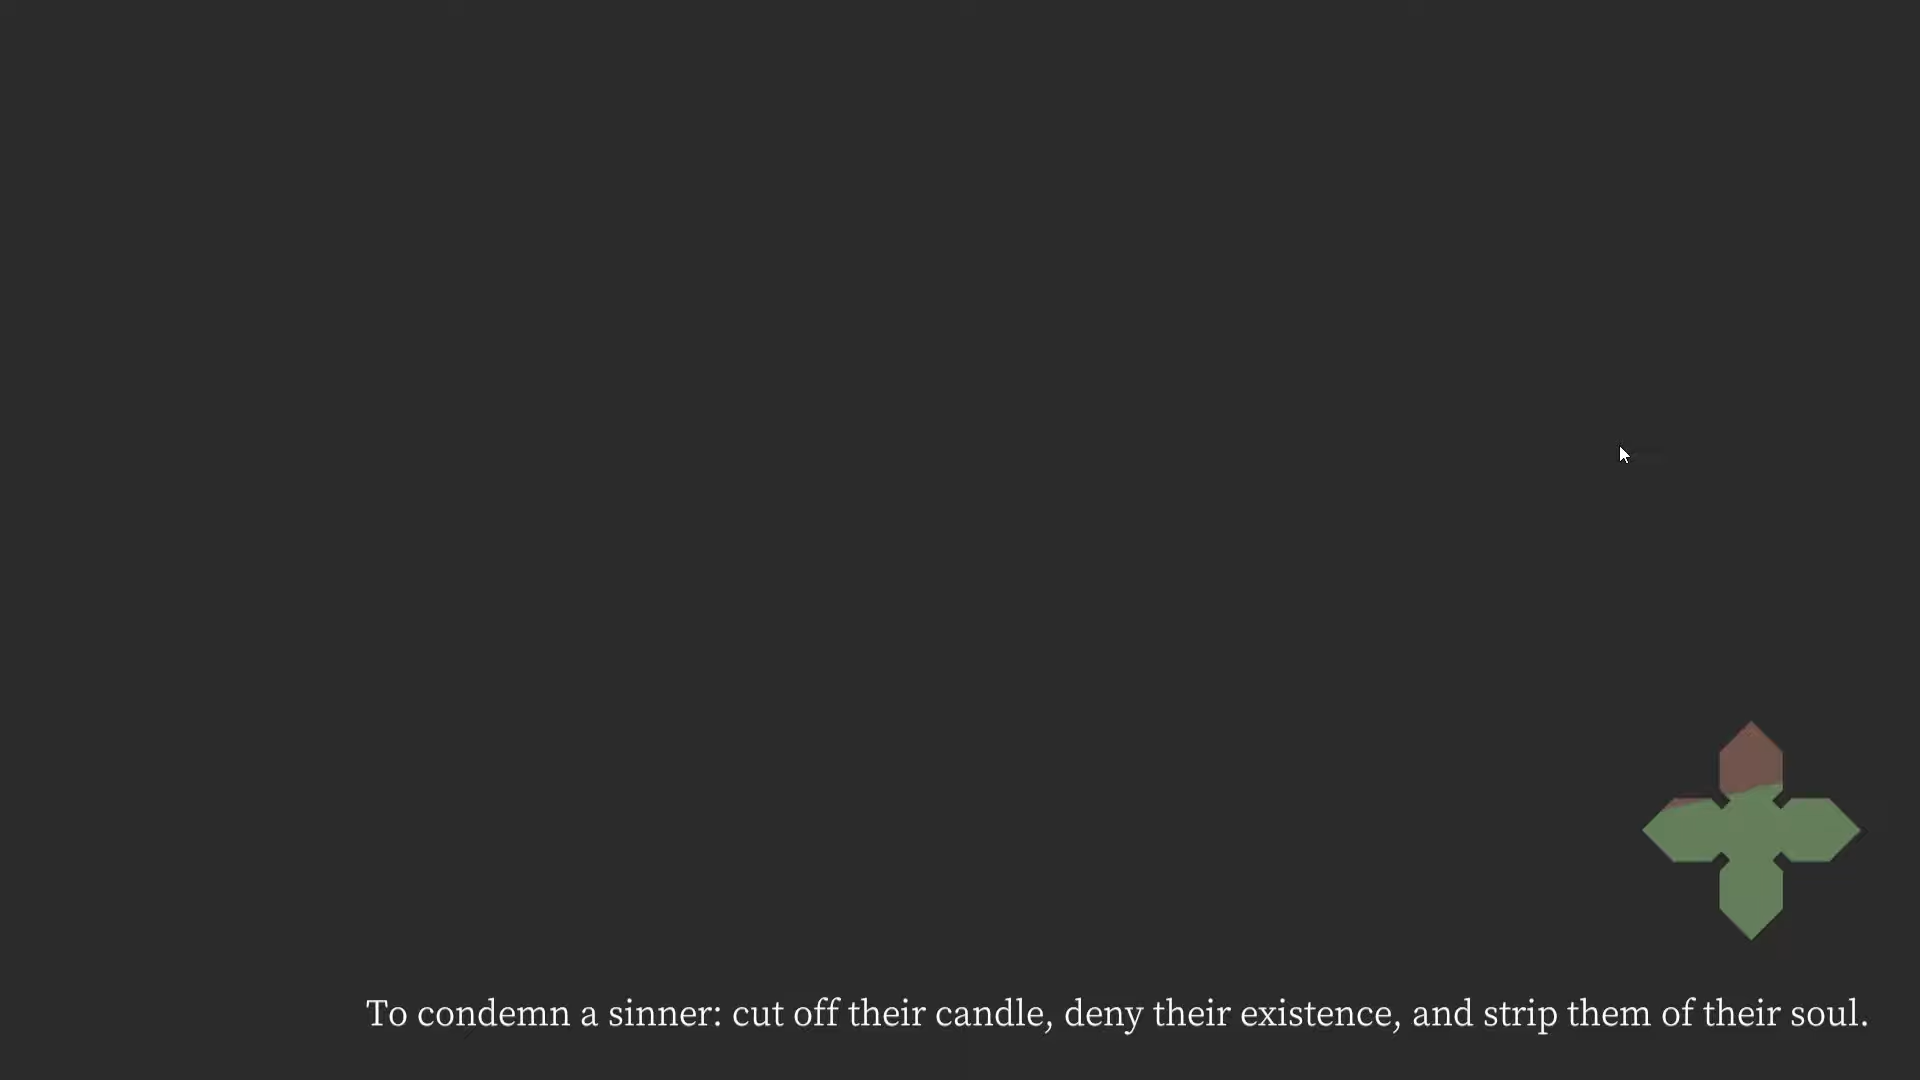 To condemn a sinner: cut off their candle, deny their existence, and strip them of their soul.